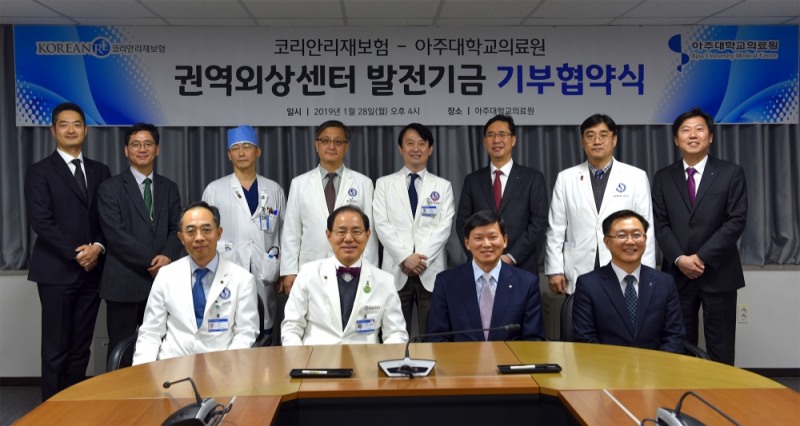 KOREAN Re 코리안리재보험
코리안리재보험 - 아주대학교의료원
아주대학교의료원
Ajou University Medical Center
권역외상센터 발전기금 기부협약식
일시 ㅣ 2019년 1월 28일(월) 오후 4시 장소 ㅣ 아주대학교의료원